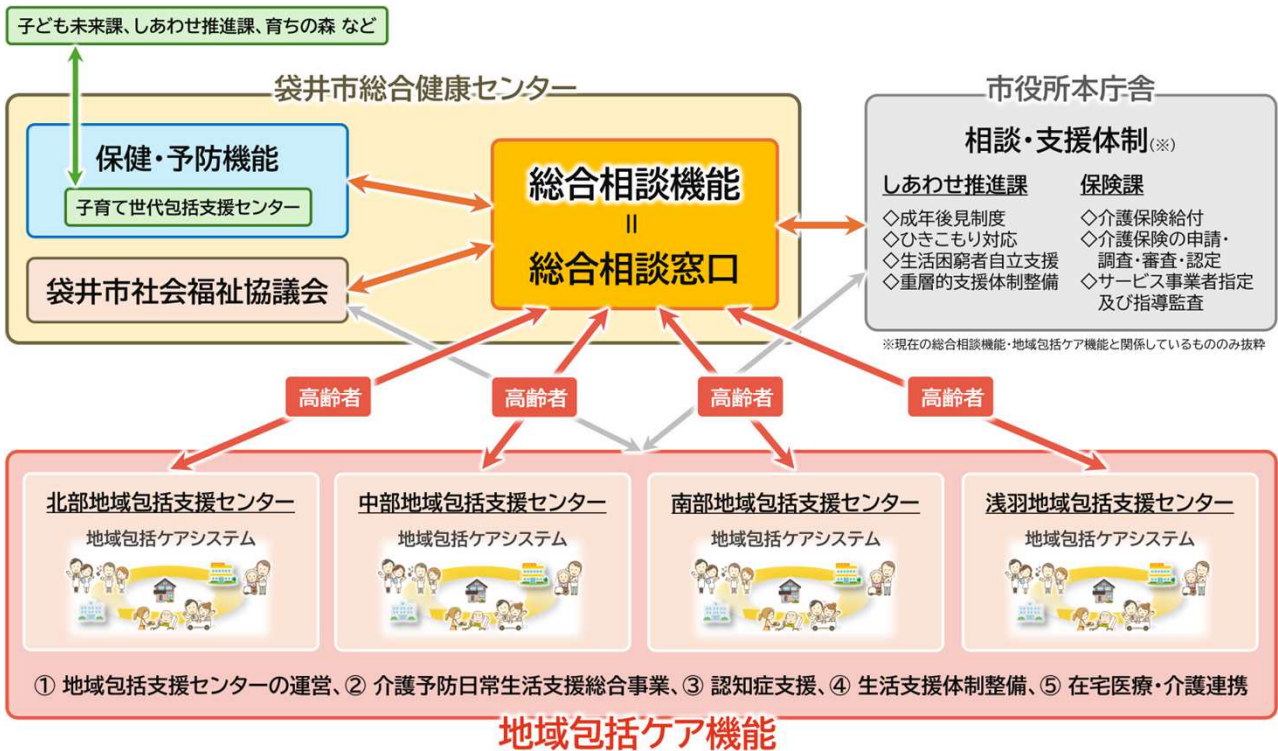 子ども未来課、しあわせ推進課、育ちの森 など
袋井市総合健康センター
保健・予防機能
子育て世代包括支援センター
袋井市社会福祉協議会
総合相談機能
＝
総合相談窓口
市役所本庁舎
相談・支援体制(※)
しあわせ推進課
◇成年後見制度
◇ひきこもり対応
◇生活困窮者自立支援
◇重層的支援体制整備
保険課
◇介護保険給付
◇介護保険の申請・
調査・審査・認定
◇サービス事業者指定
及び指導監査
※現在の総合相談機能・地域包括ケア機能と関係しているもののみ抜粋
高齢者
高齢者
高齢者
高齢者
北部地域包括支援センター
地域包括ケアシステム
中部地域包括支援センター
地域包括ケアシステム
南部地域包括支援センター
地域包括ケアシステム
浅羽地域包括支援センター
地域包括ケアシステム
① 地域包括支援センターの運営、② 介護予防日常生活支援総合事業、③ 認知症支援、④ 生活支援体制整備、⑤ 在宅医療・介護連携
地域包括ケア機能